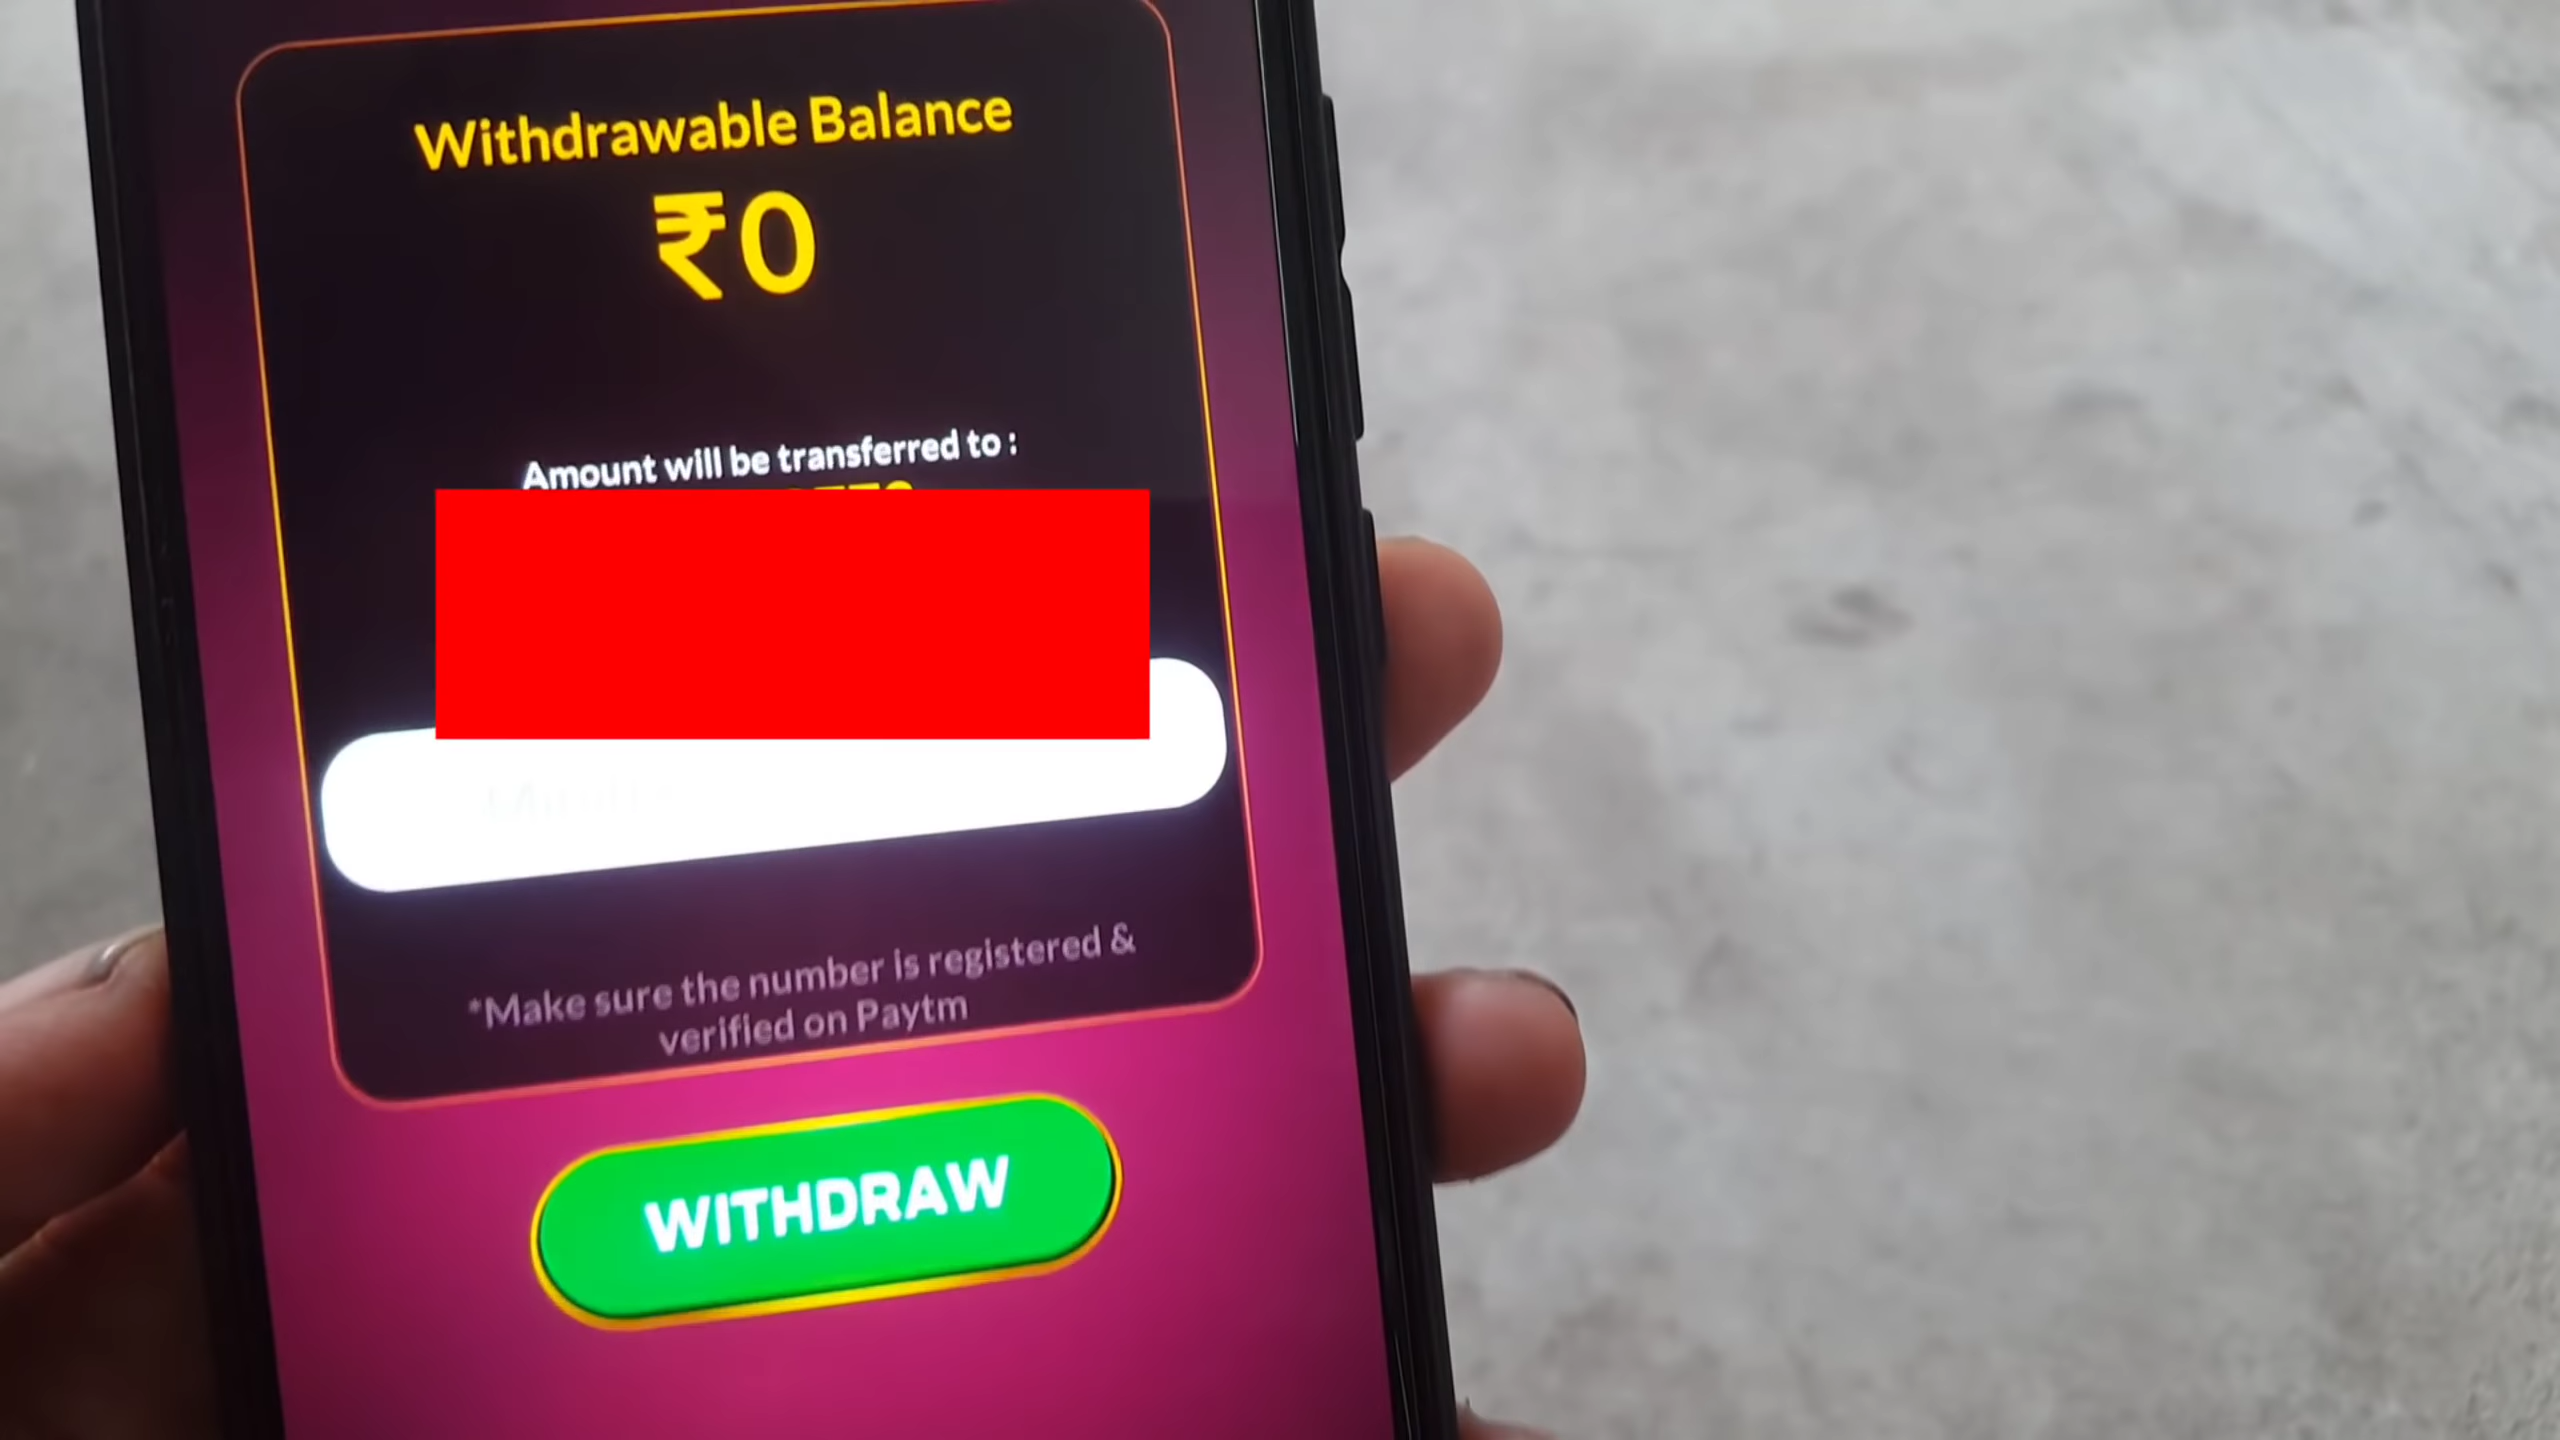 Withdrawable Balance
₹0
Amount will be transferred to :
*Make sure the number is registered &
verified on Paytm
WITHDRAW